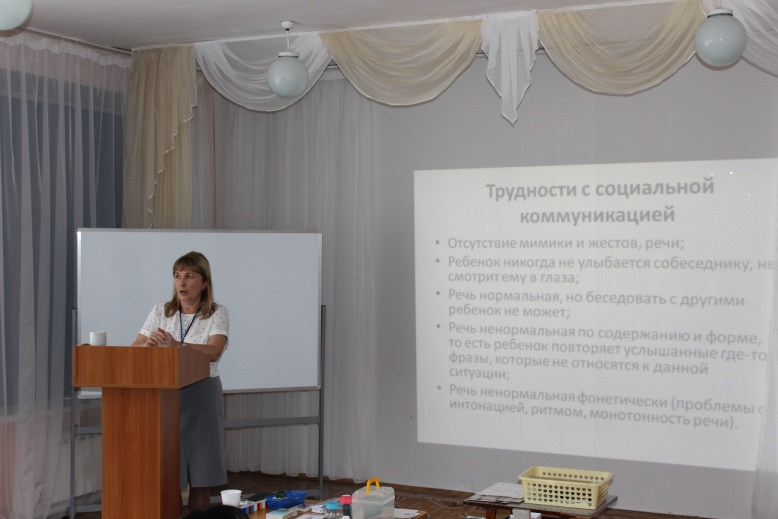 Трудности с социальной
коммуникацией
• Отсутствие мимики и жестов, речи;
• Ребенок никогда не улыбается собеседнику, не
смотрит ему в глаза;
• Речь нормальная, но беседовать с другими
ребенок не может;
• Речь ненормальная по содержанию и форме,
то есть ребенок повторяет услышанные где-то
фразы, которые не относятся к данной
ситуации;
• Речь ненормальная фонетически (проблемы с
интонацией, ритмом, монотонность речи).